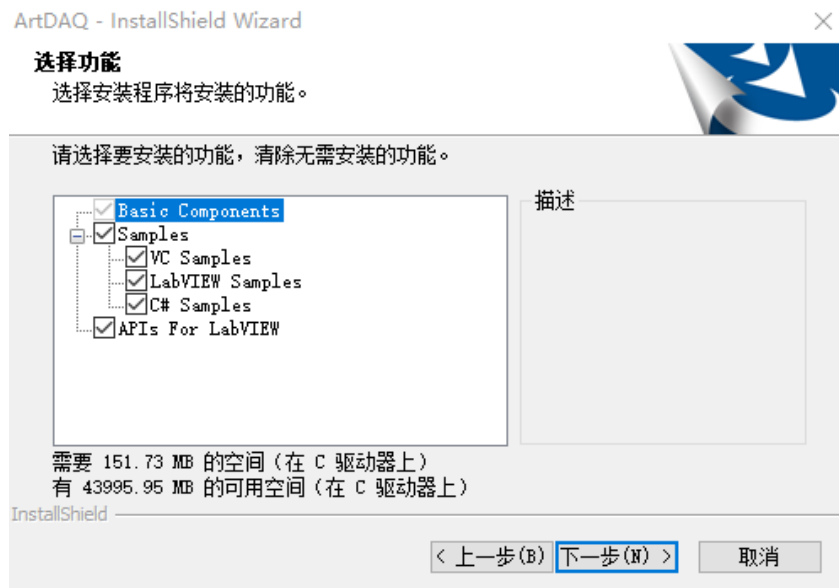 ArtDAQ - InstallShield Wizard
选择功能
选择安装程序将安装的功能。
请选择要安装的功能，清除无需安装的功能。
Basic Components
描述
Samples
VC Samples
LabVIEW Samples
C# Samples
APIs For LabVIEW
需要 151.73 MB 的空间（在 C 驱动器上）
有 43995.95 MB 的可用空间（在 C 驱动器上）
InstallShield
< 上一步(B) 下一步(N) > 取消